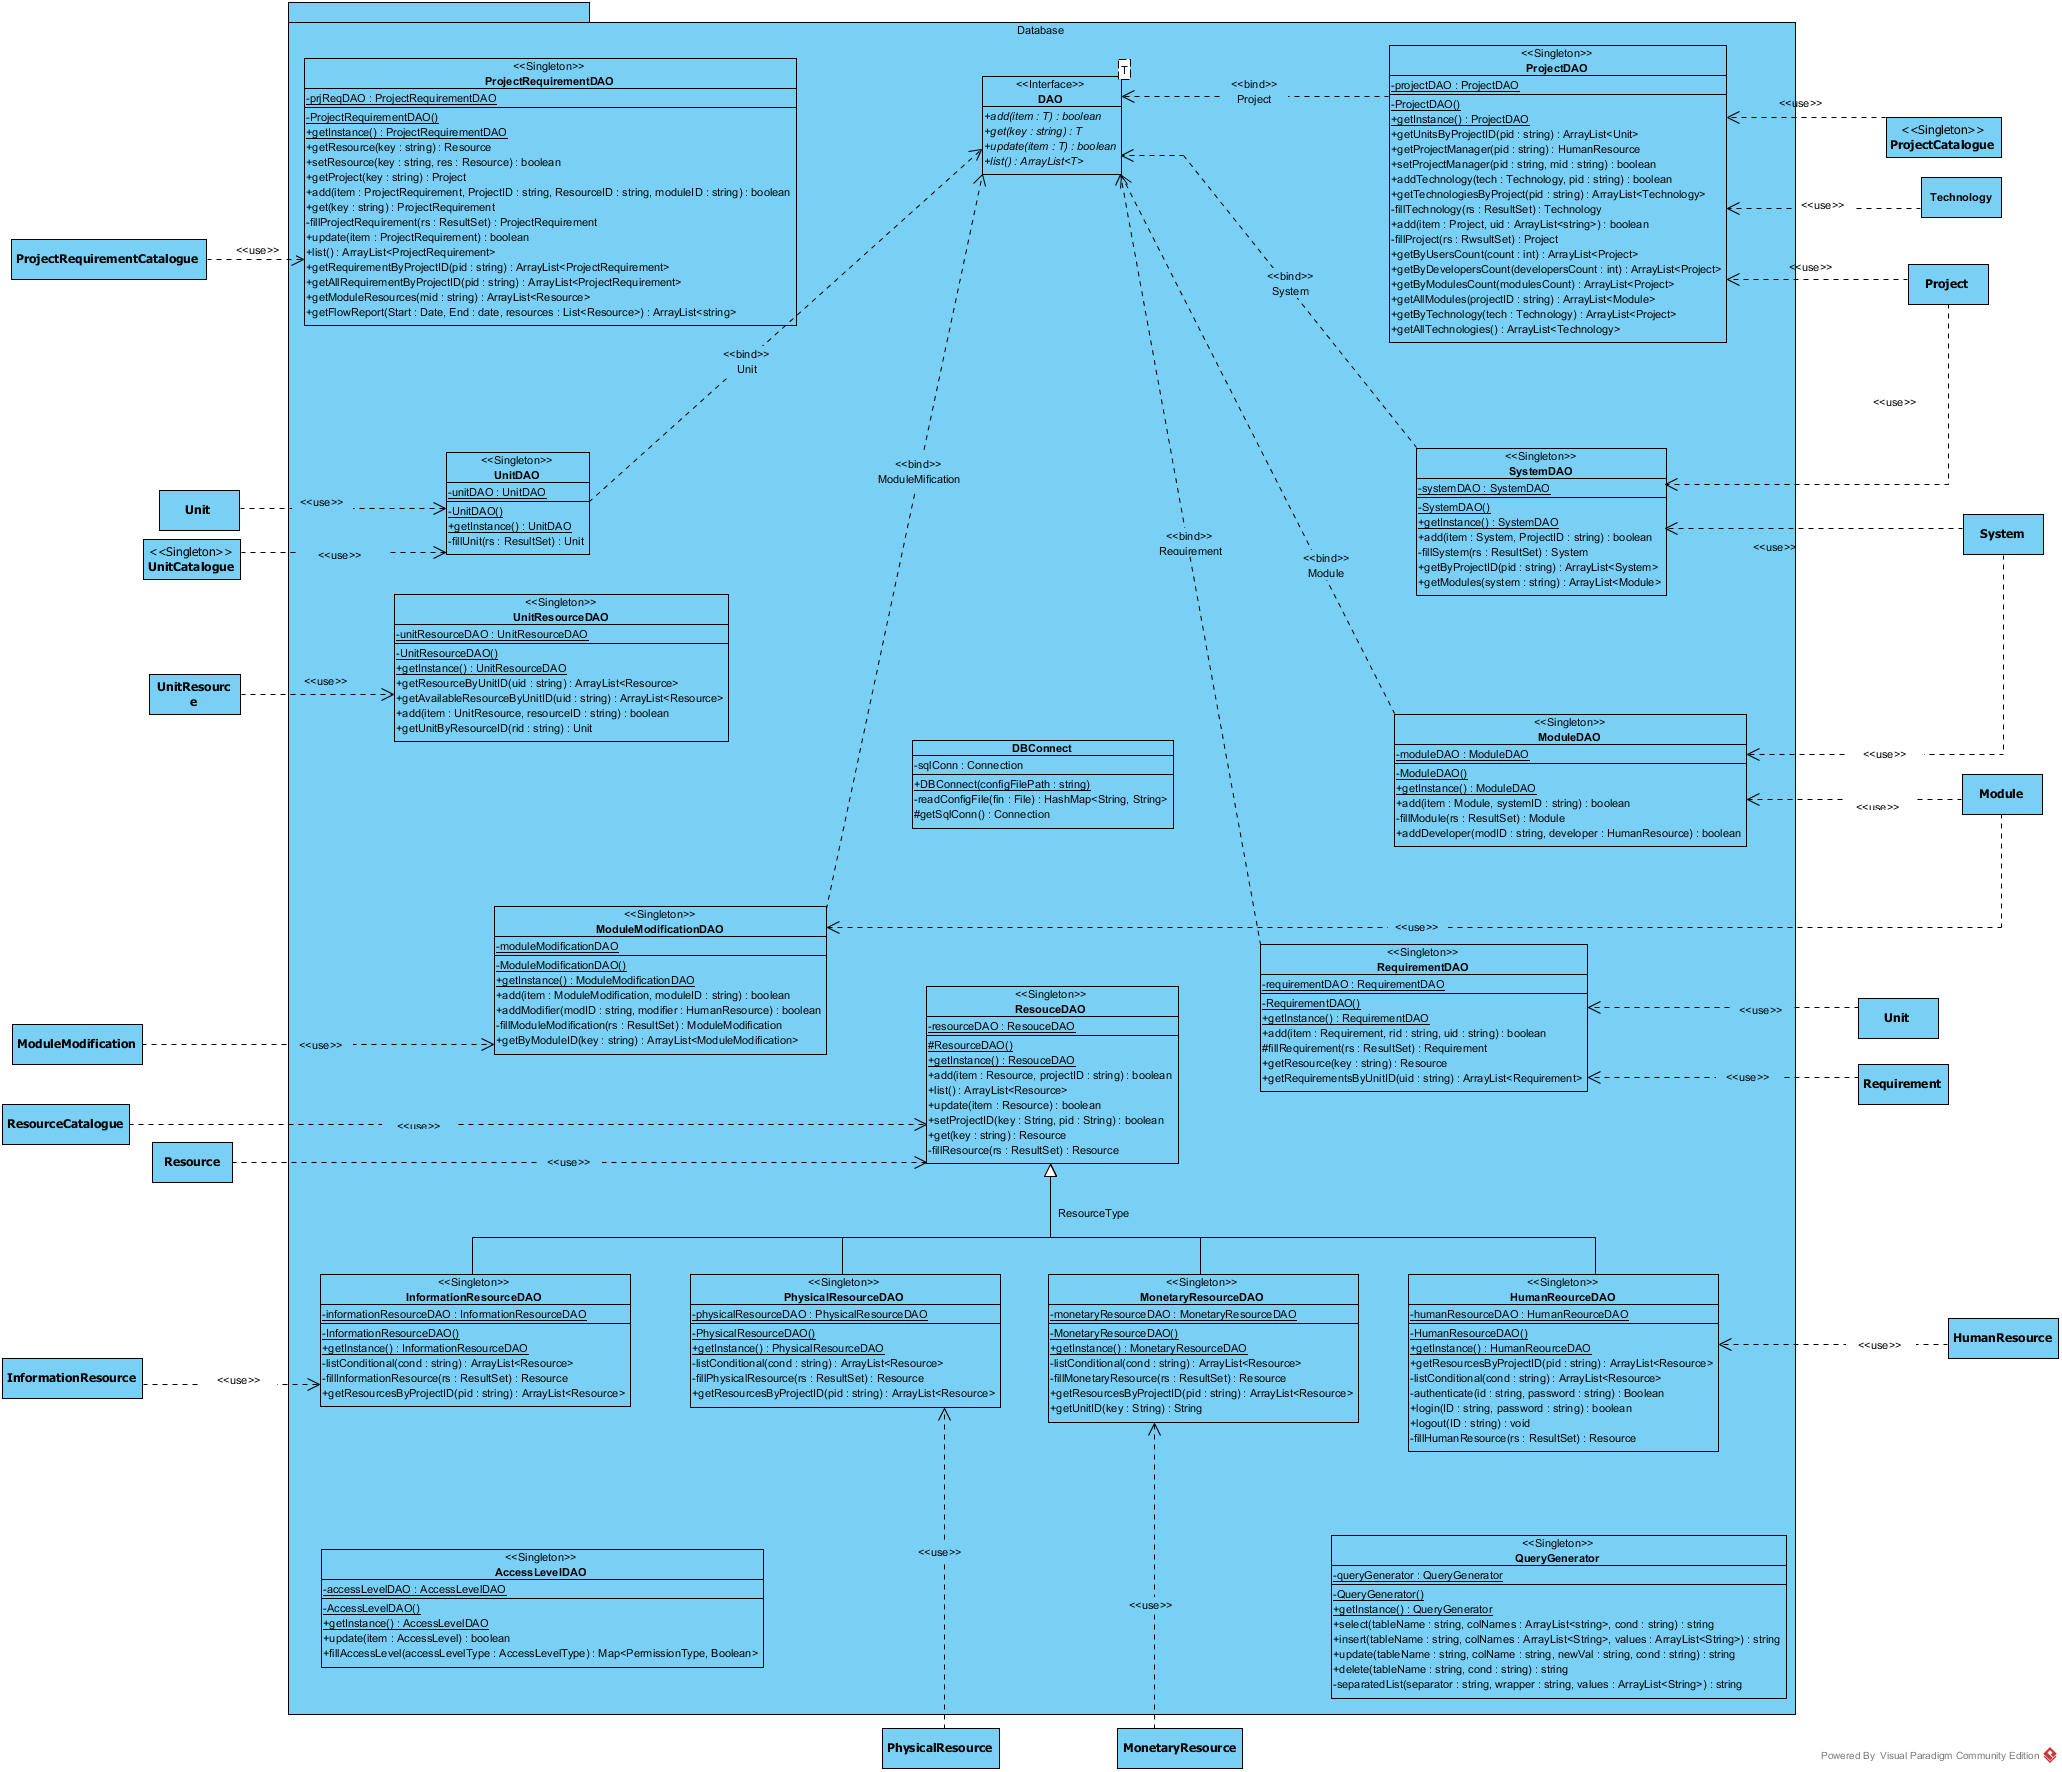 Database
<<Singleton>>
ProjectRequirementDAO
-prjReqDAO : ProjectRequirementDAO
-ProjectRequirementDAO()
+getInstance() : ProjectRequirementDAO
+getResource(key : string) : Resource
+setResource(key : string, res : Resource) : boolean
+getProject(key : string) : Project
+add(item : ProjectRequirement, ProjectID : string, ResourceID : string, moduleID : string) : boolean
+get(key : string) : ProjectRequirement
-fillProjectRequirement(rs : ResultSet) : ProjectRequirement
+update(item : ProjectRequirement) : boolean
+list() : ArrayList<ProjectRequirement>
+getRequirementByProjectID(pid : string) : ArrayList<ProjectRequirement>
+getAllRequirementByProjectID(pid : string) : ArrayList<ProjectRequirement>
+getModuleResources(mid : string) : ArrayList<Resource>
+getFlowReport(Start : Date, End : date, resources : List<Resource>) : ArrayList<string>
T
<<Interface>>
DAO
+add(item : T) : boolean
+get(key : string) : T
+update(item : T) : boolean
+list() : ArrayList<T>
<<bind>>
Project
<<Singleton>>
ProjectDAO
-projectDAO : ProjectDAO
-ProjectDAO()
+getInstance() : ProjectDAO
+getUnitsByProjectID(pid : string) : ArrayList<Unit>
+getProjectManager(pid : string) : HumanResource
+setProjectManager(pid : string, mid : string) : boolean
+addTechnology(tech : Technology, pid : string) : boolean
+getTechnologiesByProject(pid : string) : ArrayList<Technology>
-fillTechnology(rs : ResultSet) : Technology
+add(item : Project, uid : ArrayList<string>) : boolean
-fillProject(rs : RwsultSet) : Project
+getByUsersCount(count : int) : ArrayList<Project>
+getByDevelopersCount(developersCount : int) : ArrayList<Project>
+getByModulesCount(modulesCount) : ArrayList<Project>
+getAllModules(projectID : string) : ArrayList<Module>
+getByTechnology(tech : Technology) : ArrayList<Project>
+getAllTechnologies() : ArrayList<Technology>
<<use>>
<<Singleton>>
ProjectCatalogue
<<use>>
Technology
<<use>>
Project
<<use>>
ProjectRequirementCatalogue
<<use>>
<<bind>>
System
<<bind>>
Unit
<<bind>>
ModuleMification
<<bind>>
Requirement
<<bind>>
Module
<<Singleton>>
UnitDAO
-unitDAO : UnitDAO
-UnitDAO()
+getInstance() : UnitDAO
-fillUnit(rs : ResultSet) : Unit
Unit
<<use>>
<<Singleton>>
UnitCatalogue
<<use>>
<<Singleton>>
SystemDAO
-systemDAO : SystemDAO
-SystemDAO()
+getInstance() : SystemDAO
+add(item : System, ProjectID : string) : boolean
-fillSystem(rs : ResultSet) : System
+getByProjectID(pid : string) : ArrayList<System>
+getModules(system : string) : ArrayList<Module>
System
<<use>>
<<Singleton>>
UnitResourceDAO
-unitResourceDAO : UnitResourceDAO
-UnitResourceDAO()
+getInstance() : UnitResourceDAO
+getResourceByUnitID(uid : string) : ArrayList<Resource>
+getAvailableResourceByUnitID(uid : string) : ArrayList<Resource>
+add(item : UnitResource, resourceID : string) : boolean
+getUnitByResourceID(rid : string) : Unit
UnitResourc
e
<<use>>
DBConnect
-sqlConn : Connection
+DBConnect(configFilePath : string)
-readConfigFile(fin : File) : HashMap<String, String>
#getSqlConn() : Connection
<<Singleton>>
ModuleDAO
-moduleDAO : ModuleDAO
-ModuleDAO()
+getInstance() : ModuleDAO
+add(item : Module, systemID : string) : boolean
-fillModule(rs : ResultSet) : Module
+addDeveloper(modID : string, developer : HumanResource) : boolean
<<use>>
<<use>>
Module
<<Singleton>>
ModuleModificationDAO
-moduleModificationDAO
-ModuleModificationDAO()
+getInstance() : ModuleModificationDAO
+add(item : ModuleModification, moduleID : string) : boolean
+addModifier(modID : string, modifier : HumanResource) : boolean
-fillModuleModification(rs : ResultSet) : ModuleModification
+getByModuleID(key : string) : ArrayList<ModuleModification>
<<use>>
ModuleModification
<<use>>
<<Singleton>>
RequirementDAO
-requirementDAO : RequirementDAO
-RequirementDAO()
+getInstance() : RequirementDAO
+add(item : Requirement, rid : string, uid : string) : boolean
#fillRequirement(rs : ResultSet) : Requirement
+getResource(key : string) : Resource
+getRequirementsByUnitID(uid : string) : ArrayList<Requirement>
<<use>>
Unit
<<use>>
Requirement
<<Singleton>>
ResouceDAO
-resourceDAO : ResouceDAO
#ResourceDAO()
+getInstance() : ResouceDAO
+add(item : Resource, projectID : string) : boolean
+list() : ArrayList<Resource>
+update(item : Resource) : boolean
+setProjectID(key : String, pid : String) : boolean
+get(key : string) : Resource
-fillResource(rs : ResultSet) : Resource
ResourceCatalogue
<<use>>
Resource
<<use>>
ResourceType
<<Singleton>>
InformationResourceDAO
-informationResourceDAO : InformationResourceDAO
-InformationResourceDAO()
+getInstance() : InformationResourceDAO
-listConditional(cond : string) : ArrayList<Resource>
-fillInformationResource(rs : ResultSet) : Resource
+getResourcesByProjectID(pid : string) : ArrayList<Resource>
<<Singleton>>
PhysicalResourceDAO
-physicalResourceDAO : PhysicalResourceDAO
-PhysicalResourceDAO()
+getInstance() : PhysicalResourceDAO
-listConditional(cond : string) : ArrayList<Resource>
-fillPhysicalResource(rs : ResultSet) : Resource
+getResourcesByProjectID(pid : string) : ArrayList<Resource>
<<Singleton>>
MonetaryResourceDAO
-monetaryResourceDAO : MonetaryResourceDAO
-MonetaryResourceDAO()
+getInstance() : MonetaryResourceDAO
-listConditional(cond : string) : ArrayList<Resource>
-fillMonetaryResource(rs : ResultSet) : Resource
+getResourcesByProjectID(pid : string) : ArrayList<Resource>
+getUnitID(key : String) : String
<<Singleton>>
HumanReourceDAO
-humanResourceDAO : HumanReourceDAO
-HumanResourceDAO()
+getInstance() : HumanReourceDAO
+getResourcesByProjectID(pid : string) : ArrayList<Resource>
-listConditional(cond : string) : ArrayList<Resource>
-authenticate(id : string, password : string) : Boolean
+login(ID : string, password : string) : boolean
+logout(ID : string) : void
-fillHumanResource(rs : ResultSet) : Resource
<<use>>
HumanResource
InformationResource
<<use>>
<<use>>
<<use>>
<<Singleton>>
AccessLevelDAO
-accessLevelDAO : AccessLevelDAO
-AccessLevelDAO()
+getInstance() : AccessLevelDAO
+update(item : AccessLevel) : boolean
+fillAccessLevel(accessLevelType : AccessLevelType) : Map<PermissionType, Boolean>
<<Singleton>>
QueryGenerator
-queryGenerator : QueryGenerator
-QueryGenerator()
+getInstance() : QueryGenerator
+select(tableName : string, colNames : ArrayList<string>, cond : string) : string
+insert(tableName : string, colNames : ArrayList<String>, values : ArrayList<String>) : string
+update(tableName : string, colName : string, newVal : string, cond : string) : string
+delete(tableName : string, cond : string) : string
-separatedList(separator : string, wrapper : string, values : ArrayList<String>) : string
PhysicalResource
MonetaryResource
Powered By Visual Paradigm Community Edition